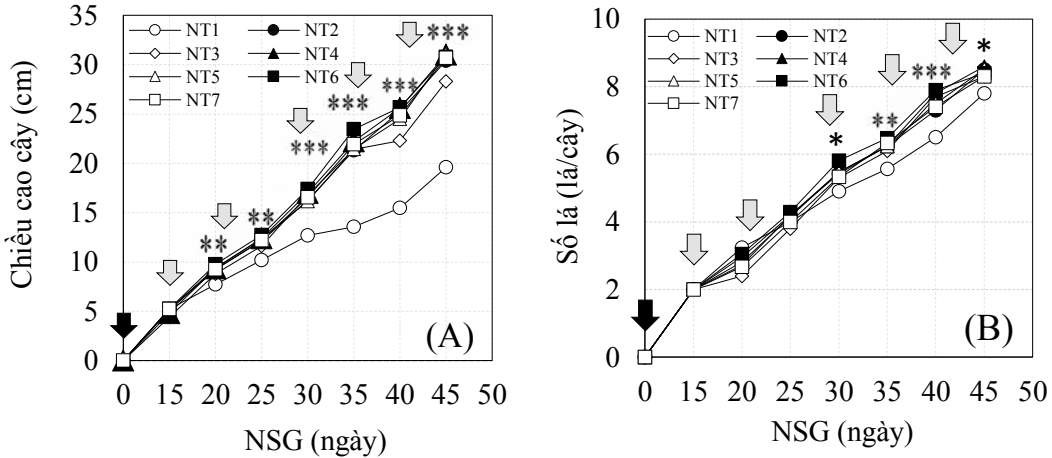 Chiều cao cây (cm)
35
30
25
20
15
10
5
0
NT1
NT2
NT3
NT4
NT5
NT6
NT7
**
**
***
***
***
***
(A)
0
15
20
25
30
35
40
45
50
NSG (ngày)
Số lá (lá/cây)
10
8
6
4
2
0
NT1
NT2
NT3
NT4
NT5
NT6
NT7
*
**
***
*
(B)
0
15
20
25
30
35
40
45
50
NSG (ngày)